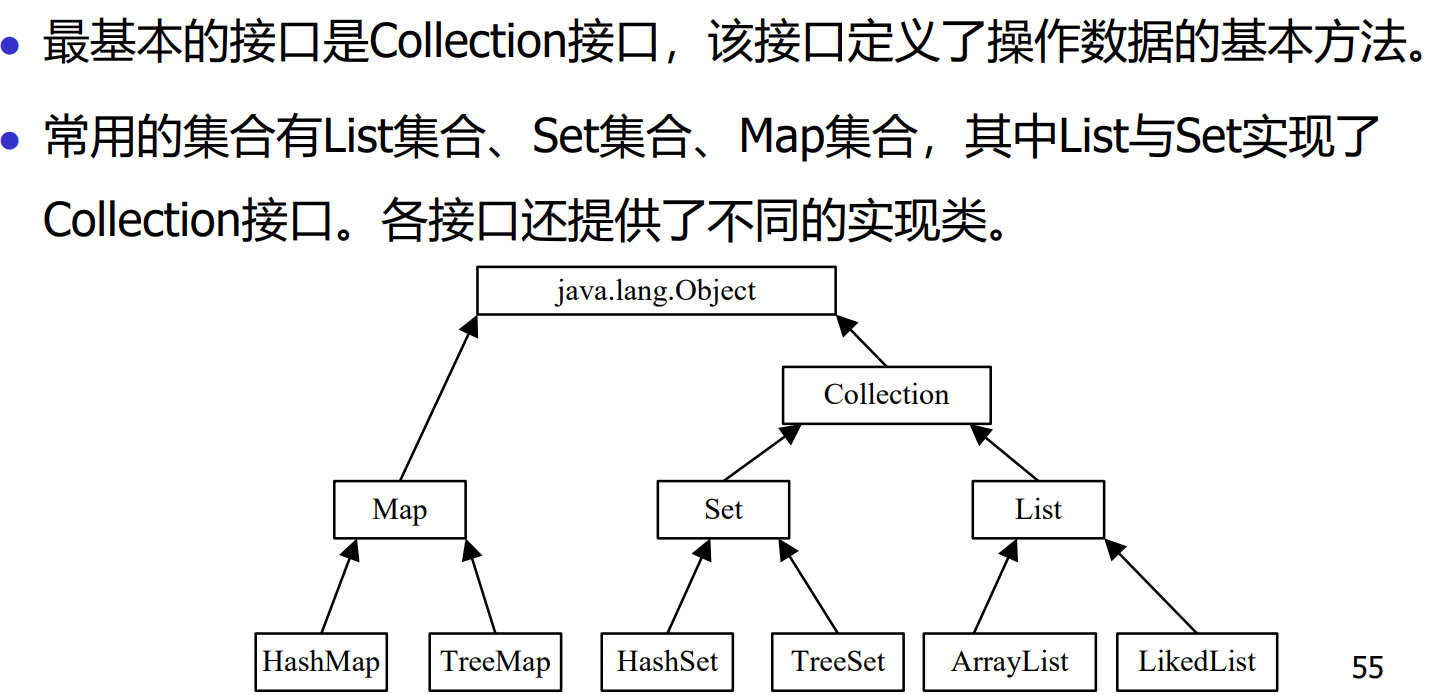 最基本的接口是Collection接口，该接口定义了操作数据的基本方法。
常用的集合有List集合、Set集合、Map集合，其中List与Set实现了
Collection接口。各接口还提供了不同的实现类。
java.lang.Object
Collection
Map
Set
List
HashMap
TreeMap
HashSet
TreeSet
ArrayList
LikedList
55